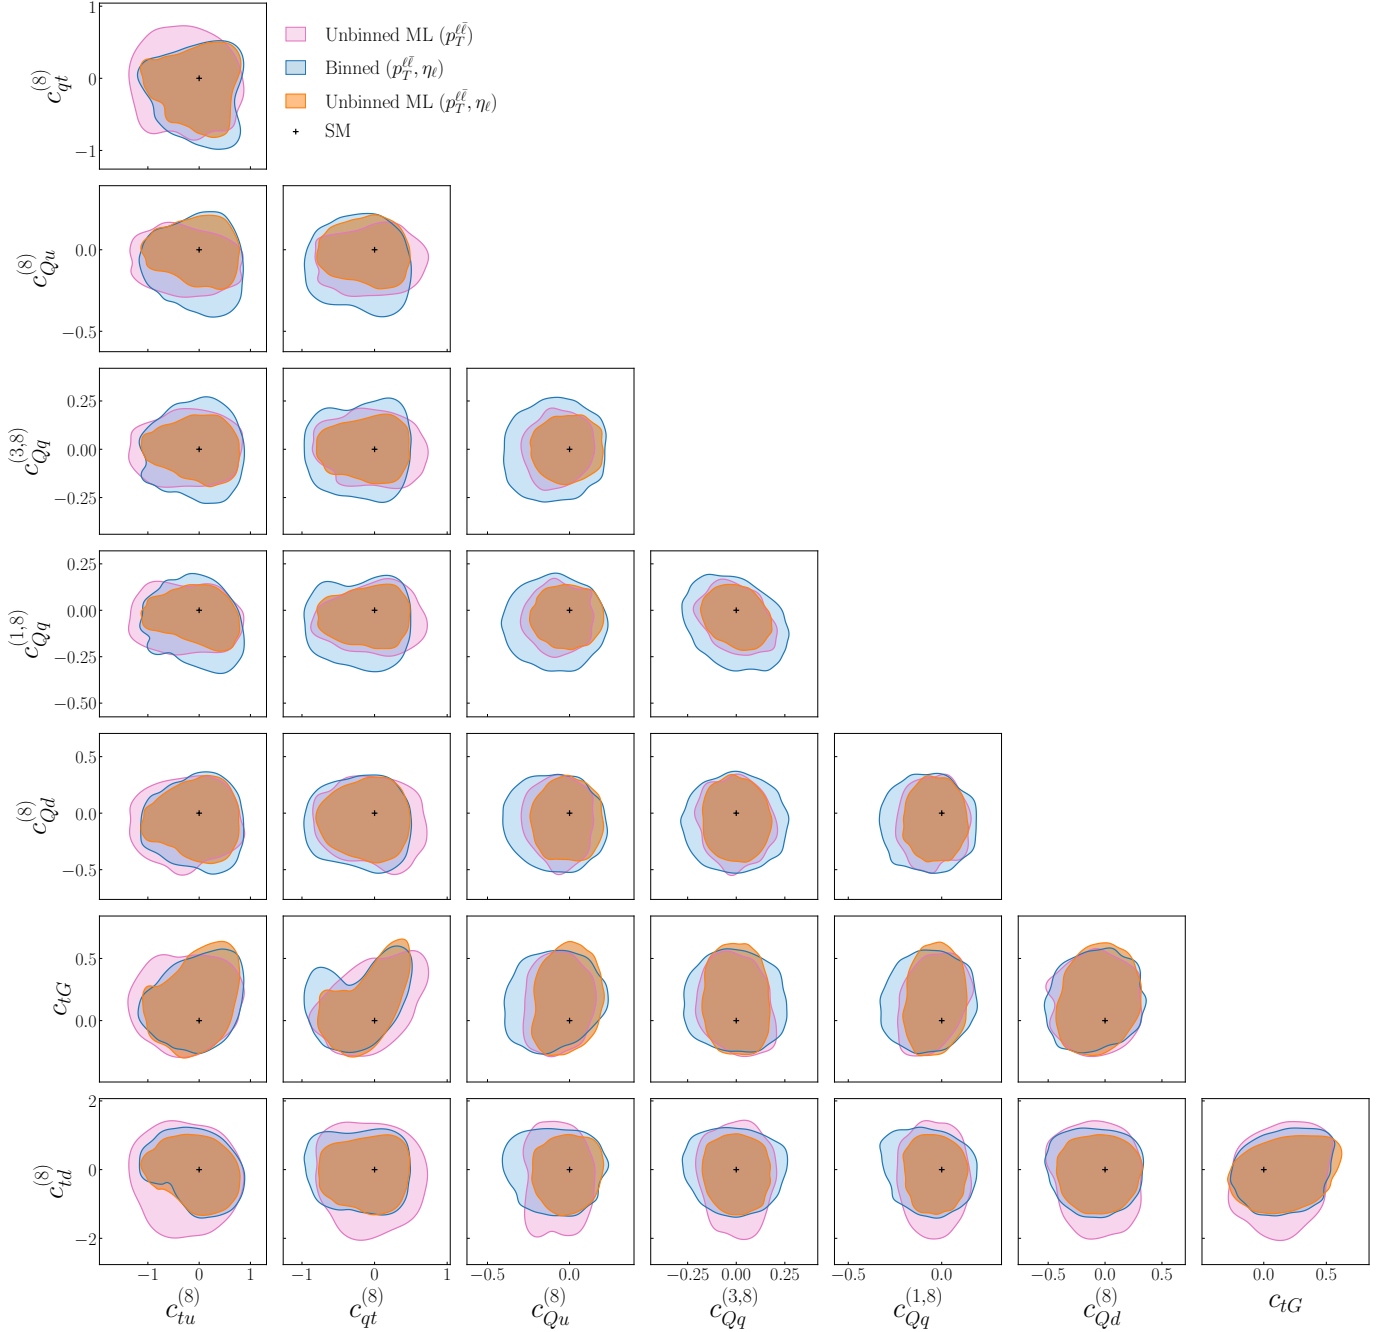 1
0
−1
c_{qt}^{(8)}
Unbinned ML (p_T^{ℓℓ̄})
Binned (p_T^{ℓℓ̄}, η_ℓ)
Unbinned ML (p_T^{ℓℓ̄}, η_ℓ)
SM
0.0
−0.5
c_{Qu}^{(8)}
0.25
0.00
−0.25
c_{Qq}^{(3,8)}
0.25
0.00
−0.25
−0.50
c_{Qq}^{(1,8)}
0.5
0.0
−0.5
c_{Qd}^{(8)}
0.5
0.0
c_{tG}
2
0
−2
c_{td}^{(8)}
−1 0 1 −1 0 1 −0.5 0.0 −0.25 0.00 0.25 −0.5 0.0 −0.5 0.0 0.5 0.0 0.5
c_{tu}^{(8)} c_{qt}^{(8)} c_{Qu}^{(8)} c_{Qq}^{(3,8)} c_{Qq}^{(1,8)} c_{Qd}^{(8)} c_{tG}